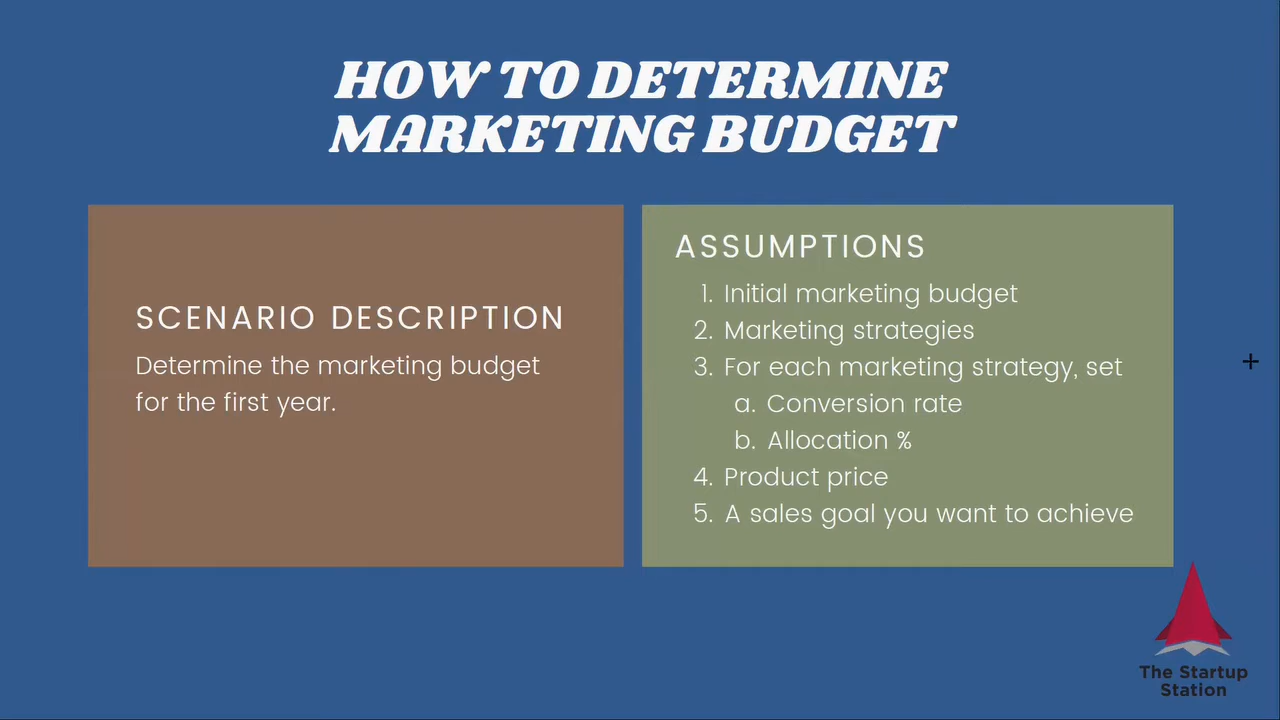 HOW TO DETERMINE
MARKETING BUDGET
SCENARIO DESCRIPTION
Determine the marketing budget
for the first year.
ASSUMPTIONS
1. Initial marketing budget
2. Marketing strategies
3. For each marketing strategy, set
a. Conversion rate
b. Allocation %
4. Product price
5. A sales goal you want to achieve
The Startup
Station